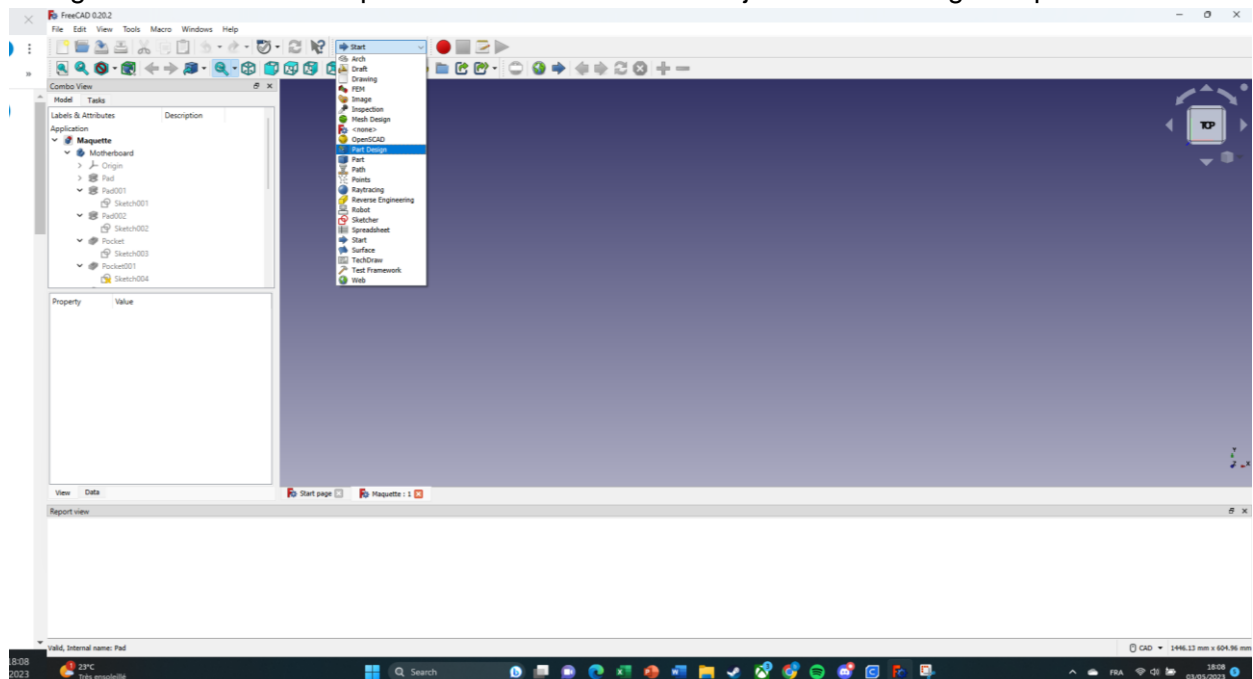 FreeCAD 0.20.2
File Edit View Tools Macro Windows Help
Start
Arch
Draft
Drawing
FEM
Image
Inspection
Mesh Design
<none>
OpenSCAD
Part Design
Part
Path
Points
Raytracing
Reverse Engineering
Robot
Sketcher
Spreadsheet
Start
Surface
TechDraw
Test Framework
Web
Combo View
Model Tasks
Labels & Attributes Description
Application
Maquette
Motherboard
Origin
Pad
Pad001
Sketch001
Pad002
Sketch002
Pocket
Sketch003
Pocket001
Sketch004
Property Value
TOP
View Data
Start page Maquette : 1
Report view
Valid, Internal name: Pad
CAD 1446.13 mm x 604.96 mm
18:08
2023
23°C
Très ensoleillé
Search
FRA
18:08
03/05/2023